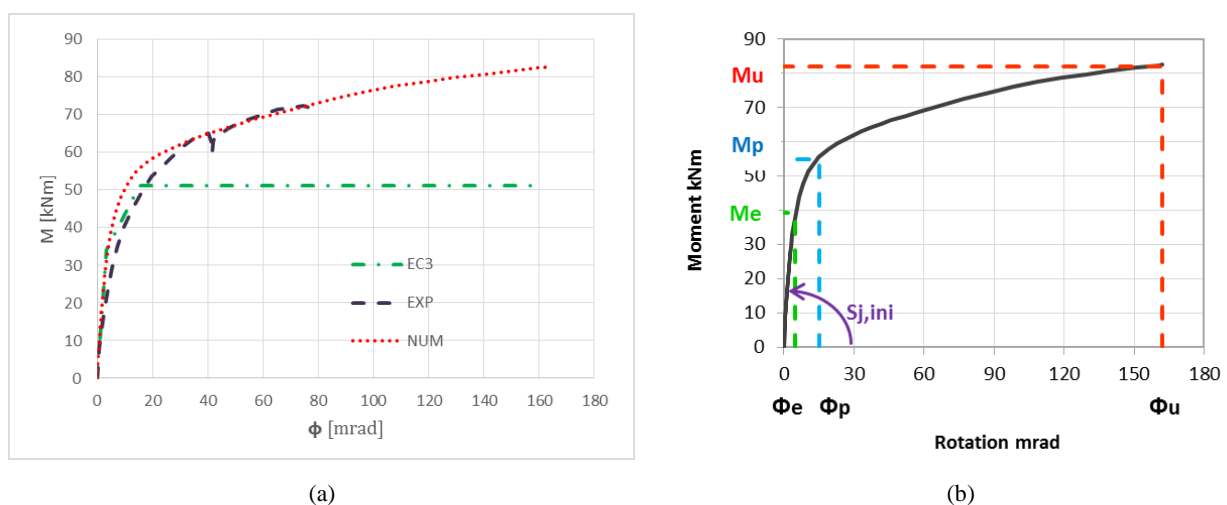 90
80
70
60
50
40
30
20
10
0
M [kNm]
EC3
EXP
NUM
0 20 40 60 80 100 120 140 160 180
ϕ [mrad]
(a)
90
Mu
70
Mp
50
Me
30
20
10
0
Moment kNm
Sj,ini
0 30 60 90 120 150 180
Φe Φp Φu
Rotation mrad
(b)